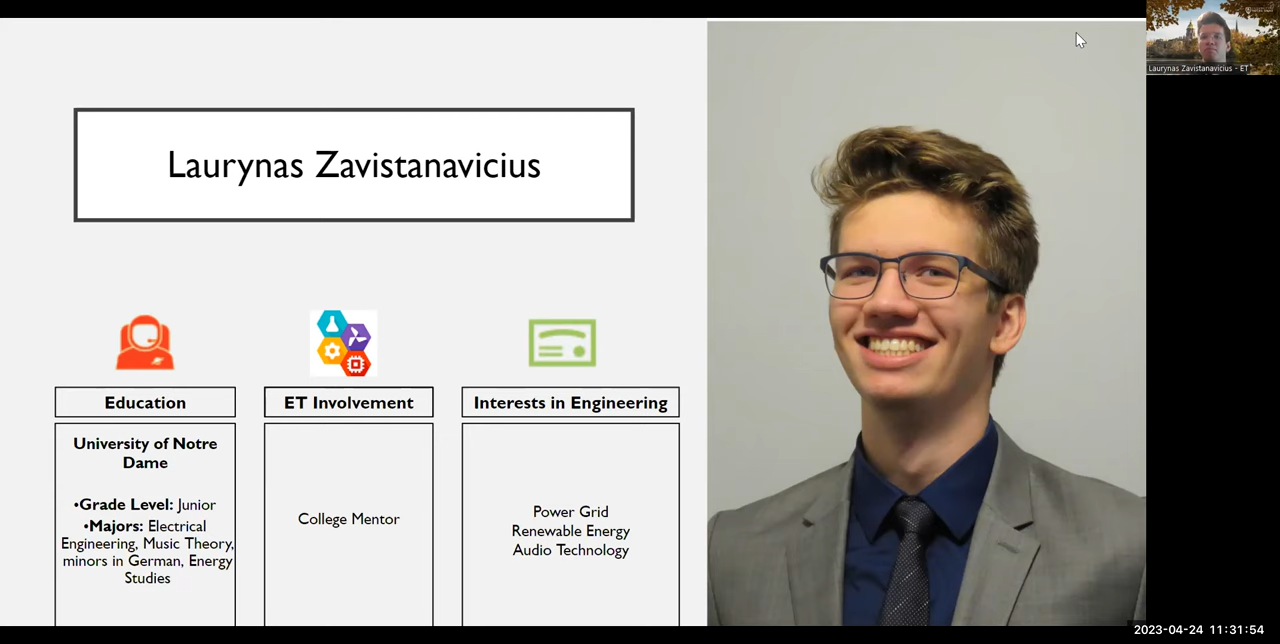 Laurynas Zavistanavicius
Education
University of Notre
Dame
•Grade Level: Junior
•Majors: Electrical
Engineering, Music Theory,
minors in German, Energy
Studies
ET Involvement
College Mentor
Interests in Engineering
Power Grid
Renewable Energy
Audio Technology
Laurynas Zavistanavicius - ET
2023-04-24 11:31:54